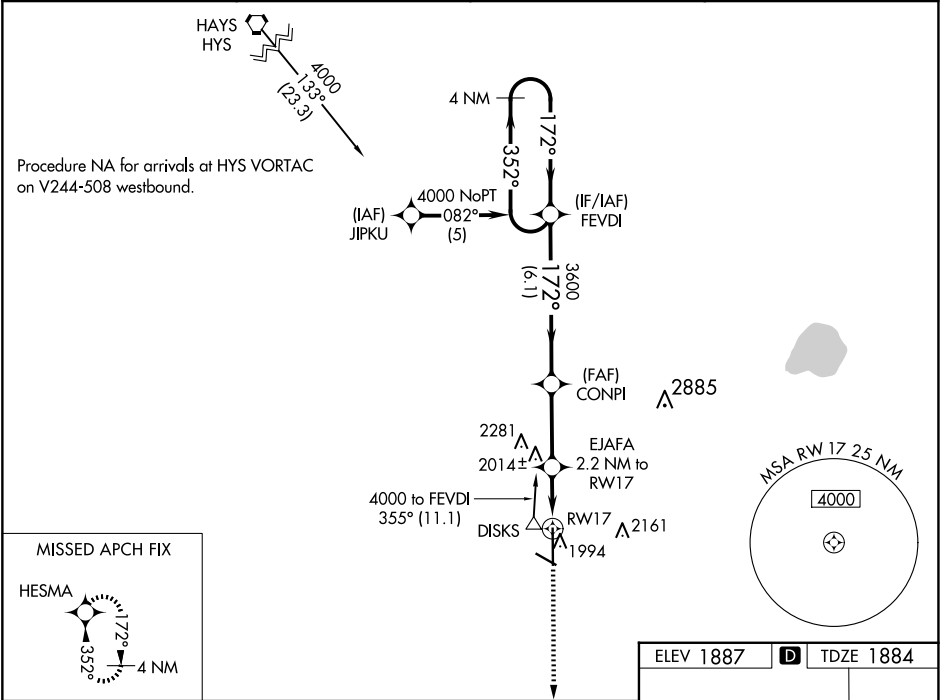 HAYS
HYS
4000
133°
(23.3)
4 NM
172°
352°
Procedure NA for arrivals at HYS VORTAC
on V244-508 westbound.
4000 NoPT
082°
(5)
(IAF)
JIPKU
(IF/IAF)
FEVDI
3600
172°
(6.1)
(FAF)
CONPI
2885
2281
2014±
EJAFA
2.2 NM to
RW17
4000 to FEVDI
355° (11.1)
DISKS
RW17
2161
1994
MSA RW 17 25 NM
4000
MISSED APCH FIX
HESMA
172°
352°
4 NM
ELEV 1887 D TDZE 1884